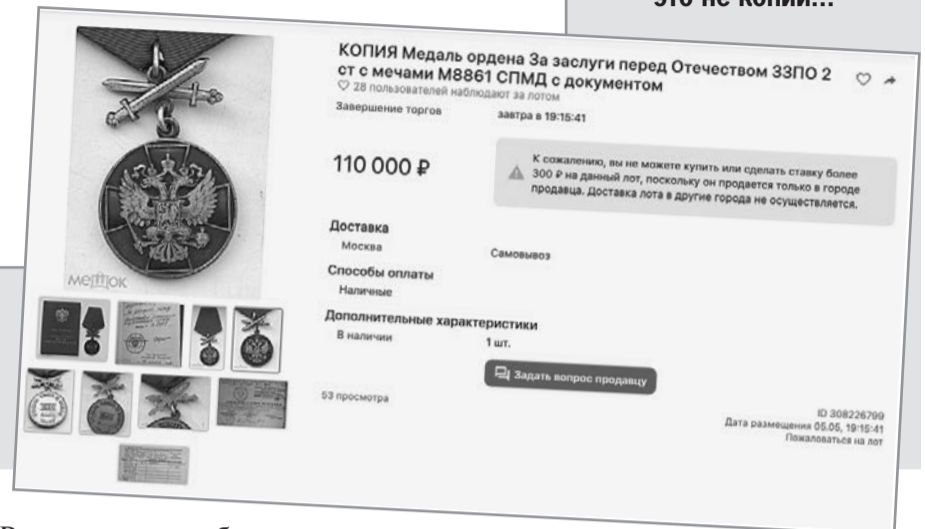 это не копии...
КОПИЯ Медаль ордена За заслуги перед Отечеством ЗЗПО 2
ст с мечами М8861 СПМД с документом
28 пользователей наблюдают за лотом
Завершение торгов завтра в 19:15:41
110 000 ₽
К сожалению, вы не можете купить или сделать ставку более
300 ₽ на данный лот, поскольку он продается только в городе
продавца. Доставка лота в другие города не осуществляется.
Доставка
Москва Самовывоз
Способы оплаты
Наличные
Дополнительные характеристики
В наличии 1 шт.
Задать вопрос продавцу
53 просмотра
ID 308226799
Дата размещения 05.05, 19:15:41
Пожаловаться на лот
мешок